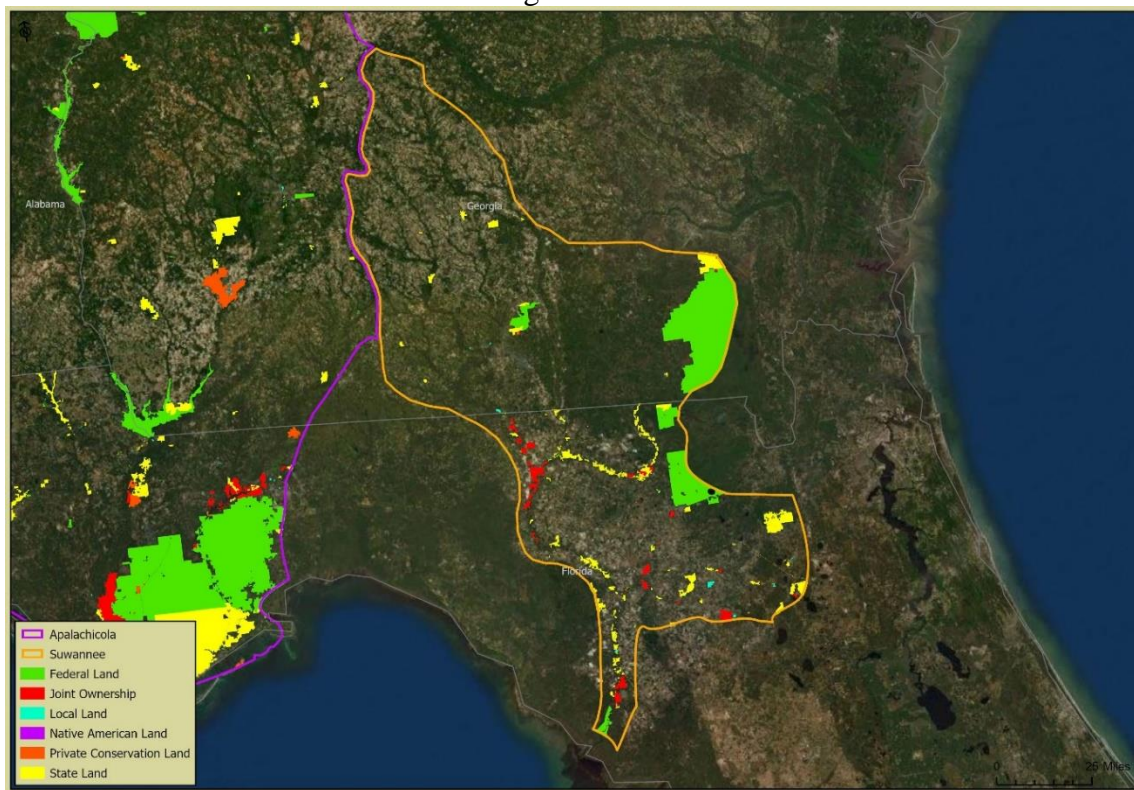 Alabama
Georgia
Florida
Apalachicola
Suwannee
Federal Land
Joint Ownership
Local Land
Native American Land
Private Conservation Land
State Land
0
25 Miles